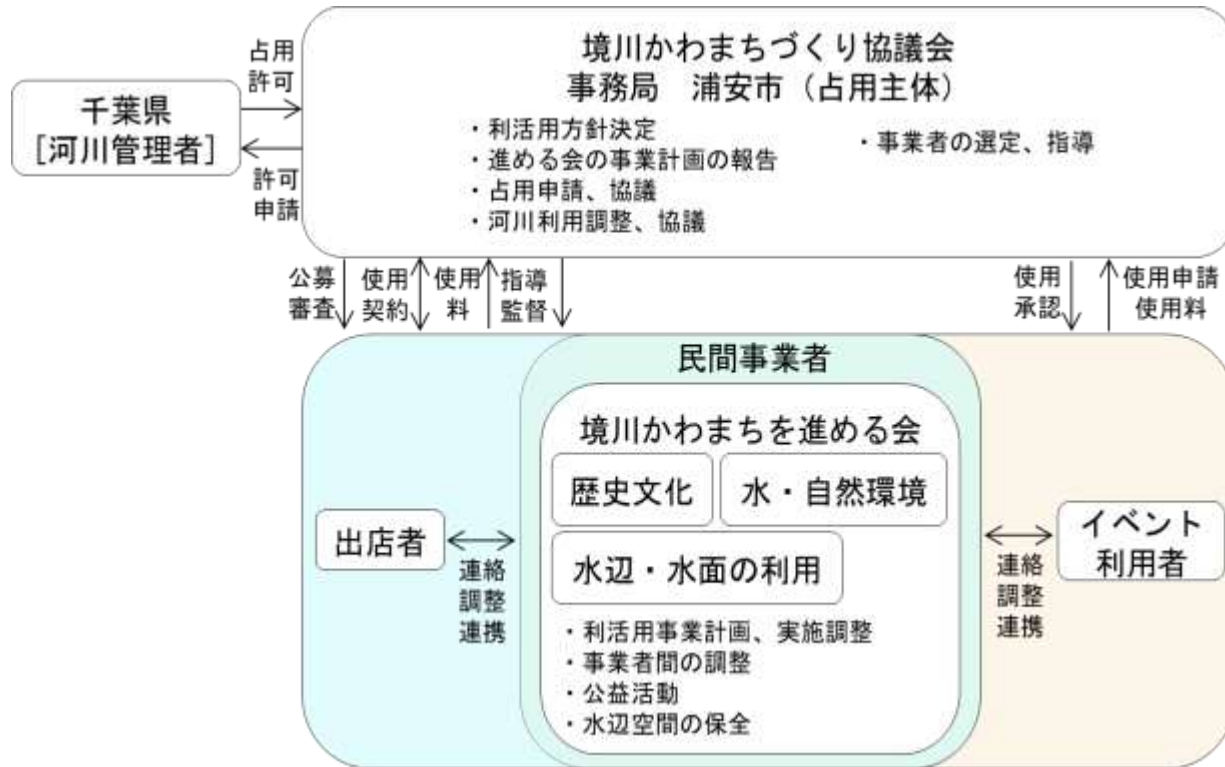 境川かわまちづくり協議会
事務局　浦安市（占用主体）
・利活用方針決定
・進める会の事業計画の報告
・占用申請、協議
・河川利用調整、協議
・事業者の選定、指導
占用
許可
千葉県
［河川管理者］
許可
申請
公募
審査
使用
契約
使用
料
指導
監督
使用
承認
使用申請
使用料
民間事業者
境川かわまちを進める会
歴史文化
水・自然環境
水辺・水面の利用
・利活用事業計画、実施調整
・事業者間の調整
・公益活動
・水辺空間の保全
出店者
連絡
調整
連携
連絡
調整
連携
イベント
利用者